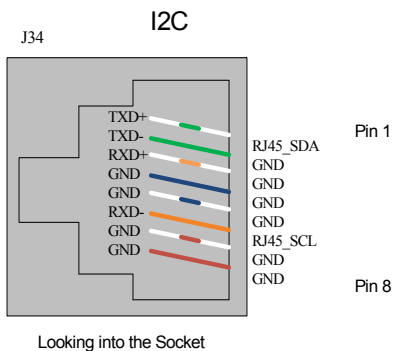 I2C
J34
TXD+
TXD-
RXD+
GND
GND
RXD-
GND
GND
RJ45_SDA
GND
GND
GND
GND
RJ45_SCL
GND
GND
Pin 1
Pin 8
Looking into the Socket